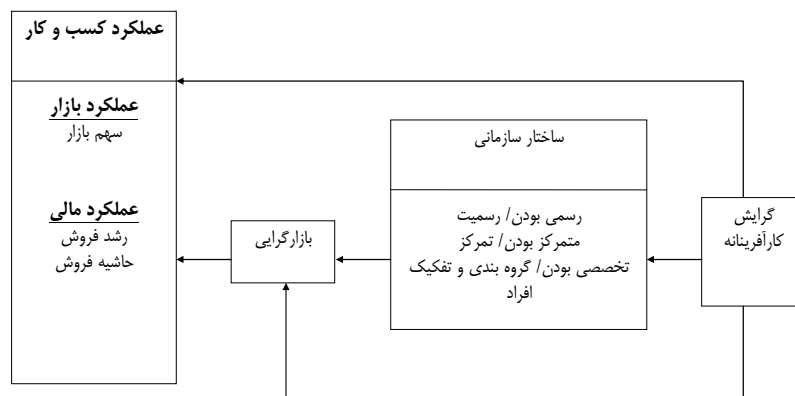 گرایش
کارآفرینانه
ساختار سازمانی
رسمی بودن/ رسمیت
متمرکز بودن/ تمرکز
تخصصی بودن/ گروه بندی و تفکیک
افراد
بازارگرایی
عملکرد کسب و کار
عملکرد بازار
سهم بازار
عملکرد مالی
رشد فروش
حاشیه فروش